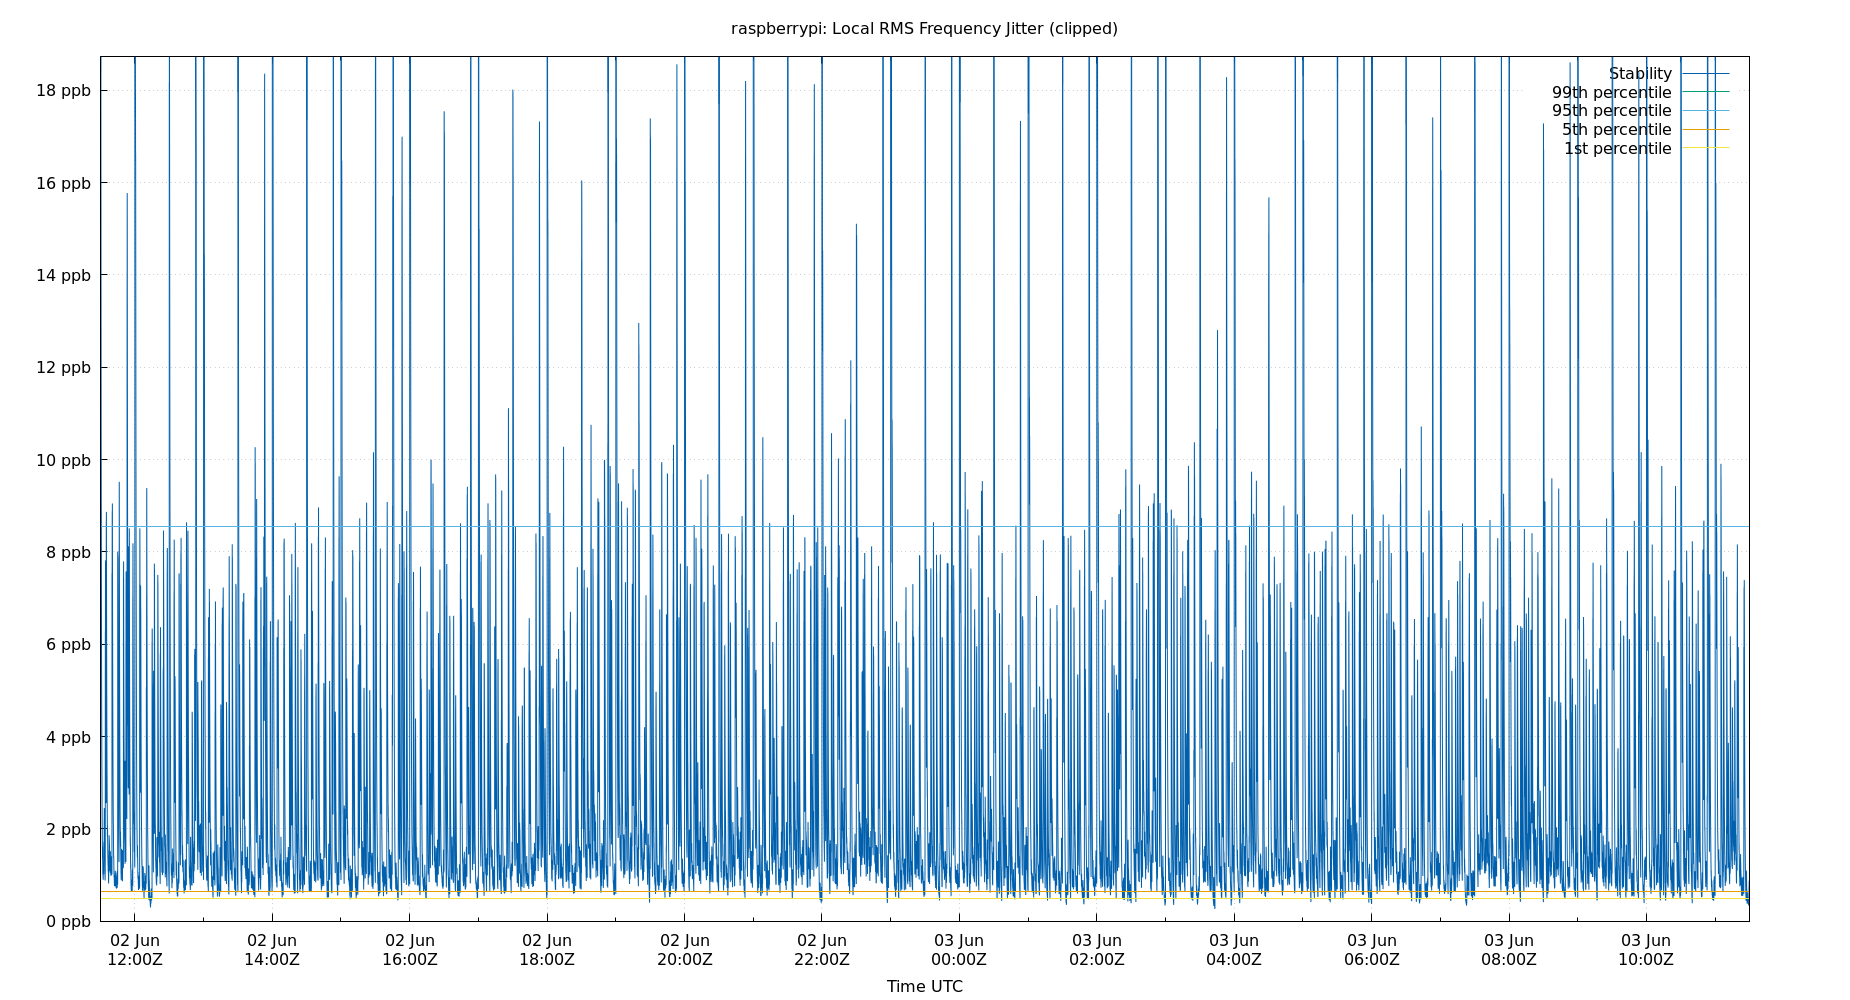 raspberrypi: Local RMS Frequency Jitter (clipped)
Stability
99th percentile
95th percentile
5th percentile
1st percentile
18 ppb
16 ppb
14 ppb
12 ppb
10 ppb
8 ppb
6 ppb
4 ppb
2 ppb
0 ppb
02 Jun 02 Jun 02 Jun 02 Jun 02 Jun 02 Jun 03 Jun 03 Jun 03 Jun 03 Jun 03 Jun 03 Jun
12:00Z 14:00Z 16:00Z 18:00Z 20:00Z 22:00Z 00:00Z 02:00Z 04:00Z 06:00Z 08:00Z 10:00Z
Time UTC